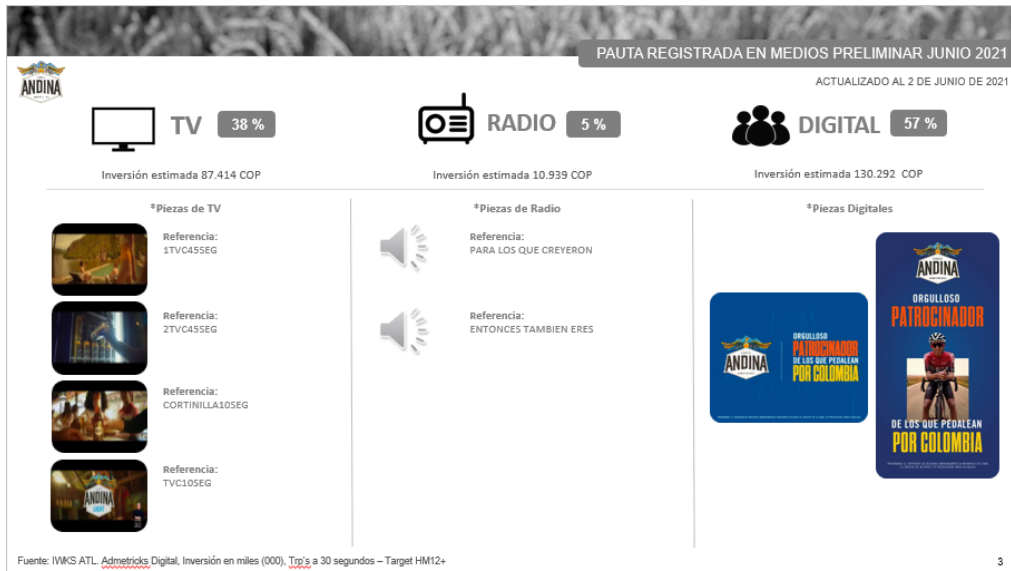 PAUTA REGISTRADA EN MEDIOS PRELIMINAR JUNIO 2021
ACTUALIZADO AL 2 DE JUNIO DE 2021
ANDINA
TV 38 %
Inversión estimada 87.414 COP
RADIO 5 %
Inversión estimada 10.939 COP
DIGITAL 57 %
Inversión estimada 130.292 COP
*Piezas de TV
Referencia:
1TVC45SEG
Referencia:
2TVC45SEG
Referencia:
CORTINILLA10SEG
ANDINA
LIGHT
Referencia:
TVC10SEG
*Piezas de Radio
Referencia:
PARA LOS QUE CREYERON
Referencia:
ENTONCES TAMBIEN ERES
*Piezas Digitales
ANDINA
ORGULLOSO
PATROCINADOR
DE LOS QUE PEDALEAN
POR COLOMBIA
ANDINA
ORGULLOSO
PATROCINADOR
DE LOS QUE PEDALEAN
POR COLOMBIA
Fuente: IWKS ATL. Admetricks Digital, Inversión en miles (000), Trp's a 30 segundos – Target HM12+
3